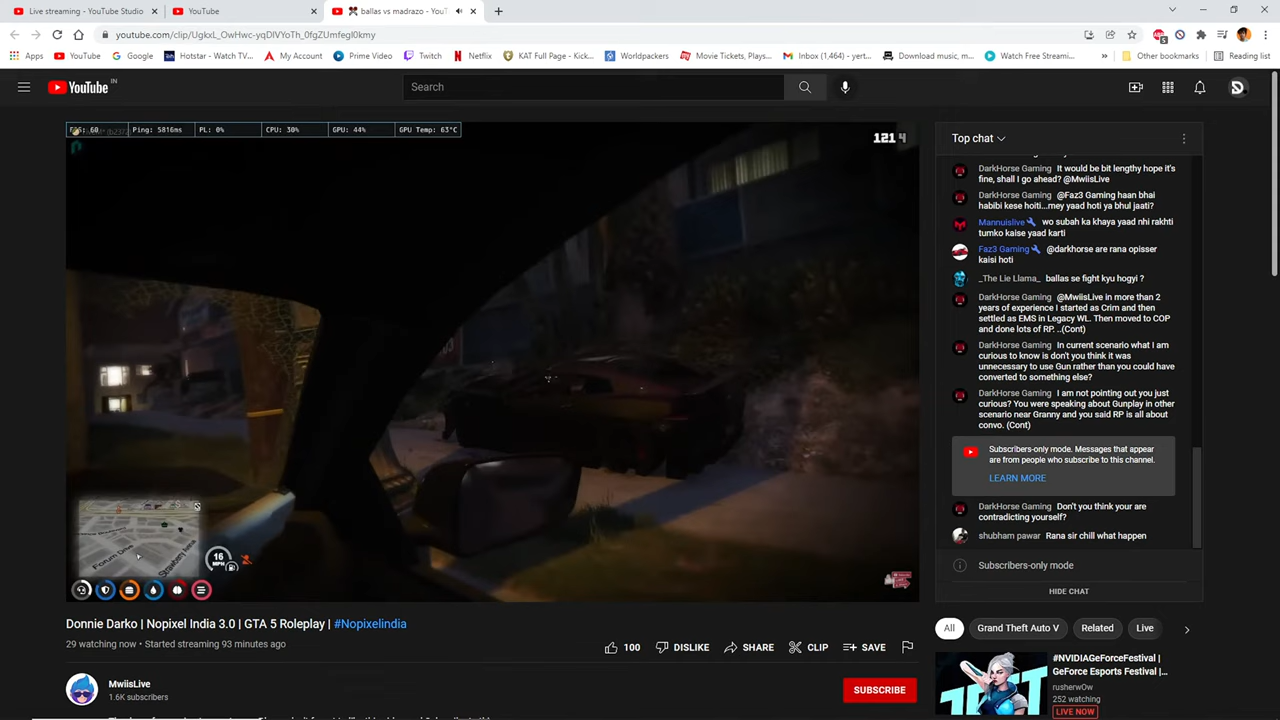 Live streaming - YouTube Studio
YouTube
ballas vs madrazo - YouT
youtube.com/clip/UgkxL_OwHwc-yqDlVYoTh_0fgZUmfegI0kmy
Apps
YouTube
Google
Hotstar - Watch TV...
My Account
Prime Video
Twitch
Netflix
KAT Full Page - Kick...
Worldpackers
Movie Tickets, Plays...
Inbox (1,464) - yert...
Download music, m...
Watch Free Streami...
»
Other bookmarks
Reading list
YouTube IN
Search
FPS: 60
Ping: 5816ms
PL: 0%
CPU: 30%
GPU: 44%
GPU Temp: 63°C
121 4
16
MPH
Donnie Darko | Nopixel India 3.0 | GTA 5 Roleplay | #Nopixelindia
29 watching now • Started streaming 93 minutes ago
100
DISLIKE
SHARE
CLIP
SAVE
MwiisLive
1.6K subscribers
SUBSCRIBE
Top chat
DarkHorse Gaming It would be bit lengthy hope it's
fine, shall I go ahead? @MwiisLive
DarkHorse Gaming @Faz3 Gaming haan bhai
habibi kese hoiti...mey yaad hoti ya bhul jaati?
Mannuislive wo subah ka khaya yaad nhi rakhti
tumko kaise yaad karti
Faz3 Gaming @darkhorse are rana opisser
kaisi hoti
_The Lie Llama_ ballas se fight kyu hogyi ?
DarkHorse Gaming @MwiisLive in more than 2
years of experience I started as Crim and then
settled as EMS in Legacy WL. Then moved to COP
and done lots of RP. ..(Cont)
DarkHorse Gaming In current scenario what I am
curious to know is don't you think it was
unnecessary to use Gun rather than you could have
converted to something else?
DarkHorse Gaming I am not pointing out you just
curious? You were speaking about Gunplay in other
scenario near Granny and you said RP is all about
convo. (Cont)
Subscribers-only mode. Messages that appear
are from people who subscribe to this channel.
LEARN MORE
DarkHorse Gaming Don't you think your are
contradicting yourself?
shubham pawar Rana sir chill what happen
Subscribers-only mode
HIDE CHAT
All
Grand Theft Auto V
Related
Live
#NVIDIAGeForceFestival |
GeForce Esports Festival |...
rusherwOw
252 watching
LIVE NOW